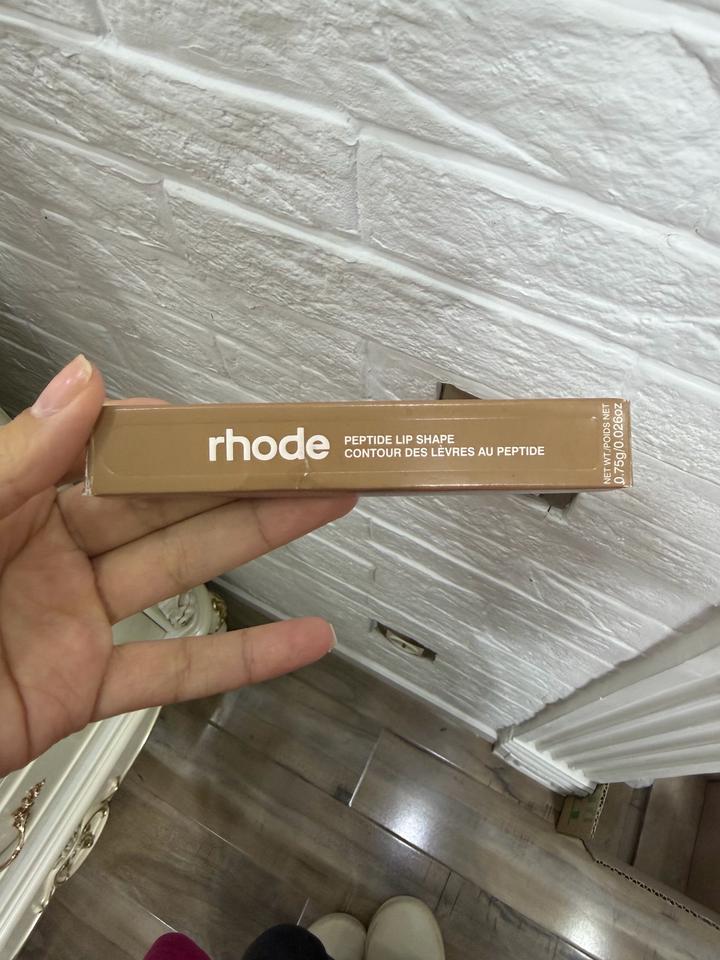 rhode
PEPTIDE LIP SHAPE
CONTOUR DES LÈVRES AU PEPTIDE
NET WT./POIDS NET
0.75g/0.026oz